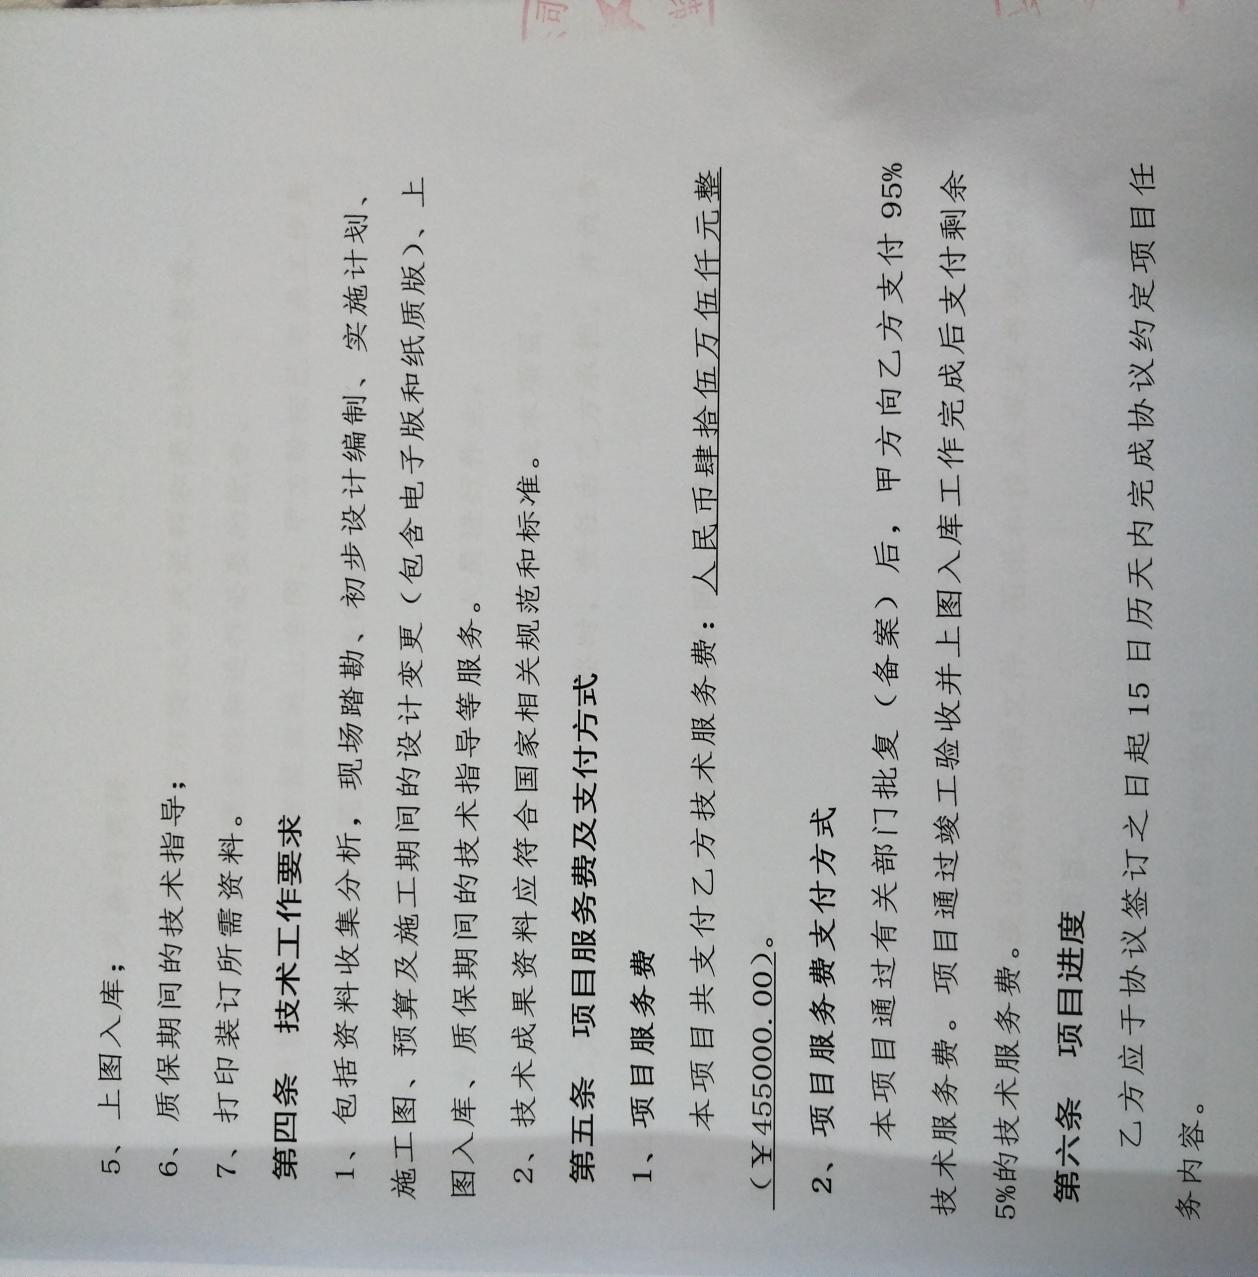 5、上图入库；
6、质保期间的技术指导；
7、打印装订所需资料。
第四条 技术工作要求
1、包括资料收集分析，现场踏勘、初步设计编制、实施计划、
施工图、预算及施工期间的设计变更（包含电子版和纸质版）、上
图入库、质保期间的技术指导等服务。
2、技术成果资料应符合国家相关规范和标准。
第五条 项目服务费及支付方式
1、项目服务费
本项目共支付乙方技术服务费：人民币肆拾伍万伍仟元整
（￥455000.00）。
2、项目服务费支付方式
本项目通过有关部门批复（备案）后，甲方向乙方支付 95%
技术服务费。项目通过竣工验收并上图入库工作完成后支付剩余
5%的技术服务费。
第六条 项目进度
乙方应于协议签订之日起 15 日历天内完成协议约定项目任
务内容。